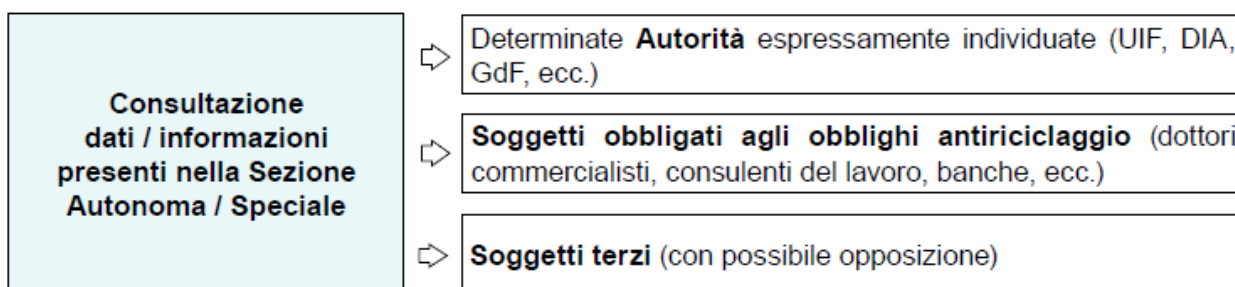 Consultazione
dati / informazioni
presenti nella Sezione
Autonoma / Speciale
Determinate Autorità espressamente individuate (UIF, DIA,
GdF, ecc.)
Soggetti obbligati agli obblighi antiriciclaggio (dottori
commercialisti, consulenti del lavoro, banche, ecc.)
Soggetti terzi (con possibile opposizione)